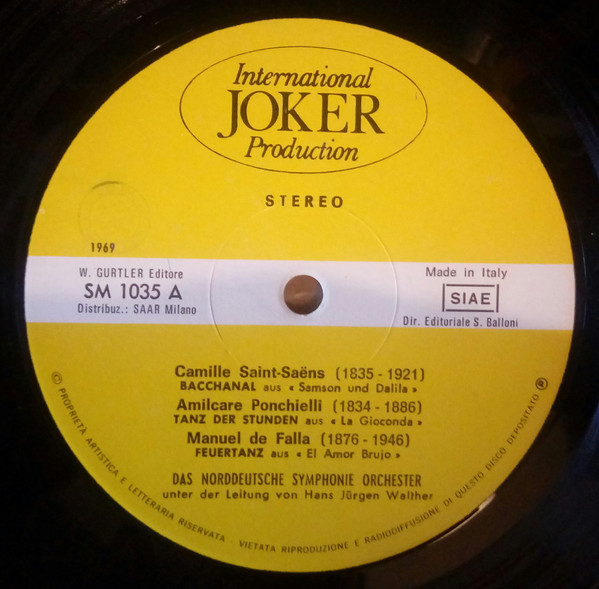 International
JOKER
Production
STEREO
1969
W. GURTLER Editore
SM 1035 A
Distribuz.: SAAR Milano
Made in Italy
SIAE
Dir. Editoriale S. Balloni
Camille Saint-Saëns (1835 - 1921)
BACCHANAL aus « Samson und Dalila »
Amilcare Ponchielli (1834 - 1886)
TANZ DER STUNDEN aus « La Gioconda »
Manuel de Falla (1876 - 1946)
FEUERTANZ aus « El Amor Brujo »
DAS NORDDEUTSCHE SYMPHONIE ORCHESTER
unter der Leitung von Hans Jürgen Walther
© PROPRIETA ARTISTICA E LETTERARIA RISERVATA - VIETATA RIPRODUZIONE E RADIODIFFUSIONE DI QUESTO DISCO DEPOSITATO ℗